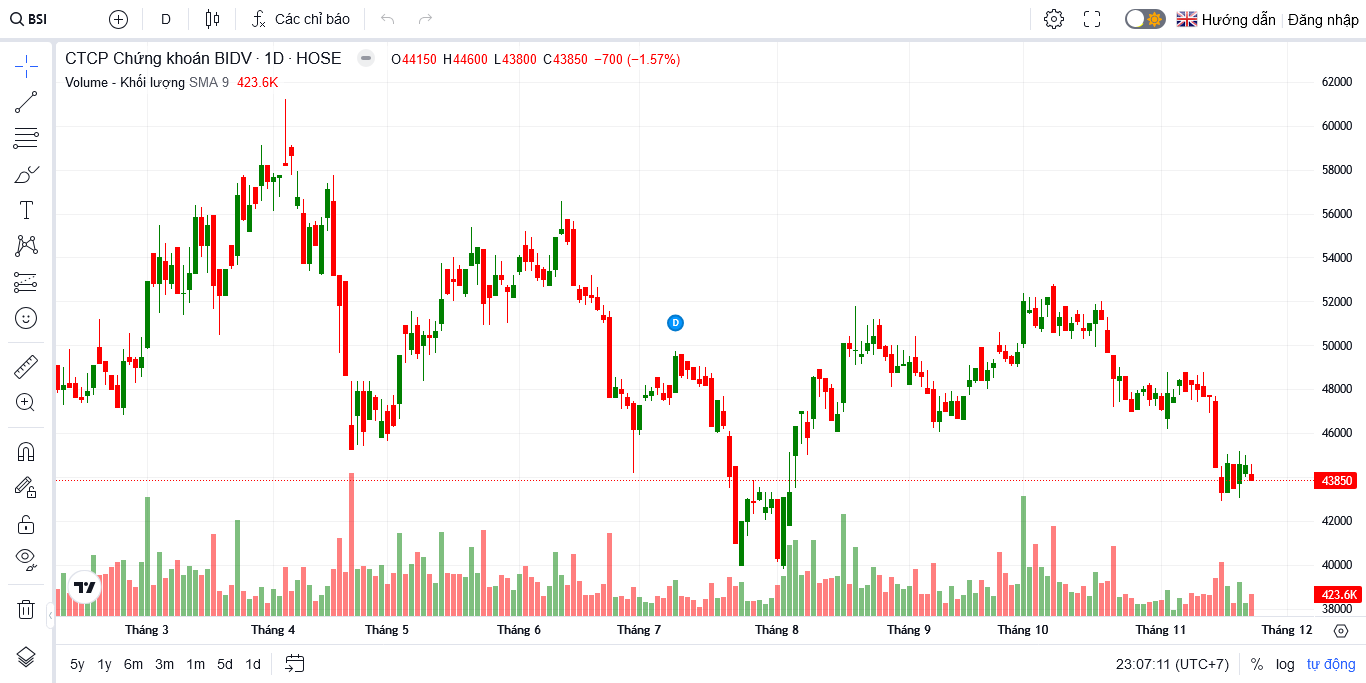 BSI D Các chỉ báo Hướng dẫn Đăng nhập
CTCP Chứng khoán BIDV · 1D · HOSE O44150 H44600 L43800 C43850 −700 (−1.57%)
Volume - Khối lượng SMA 9 423.6K
62000
60000
58000
56000
54000
52000
50000
48000
46000
43850
42000
40000
423.6K
38000
D
Tháng 3 Tháng 4 Tháng 5 Tháng 6 Tháng 7 Tháng 8 Tháng 9 Tháng 10 Tháng 11 Tháng 12
5y 1y 6m 3m 1m 5d 1d 23:07:11 (UTC+7) % log tự động